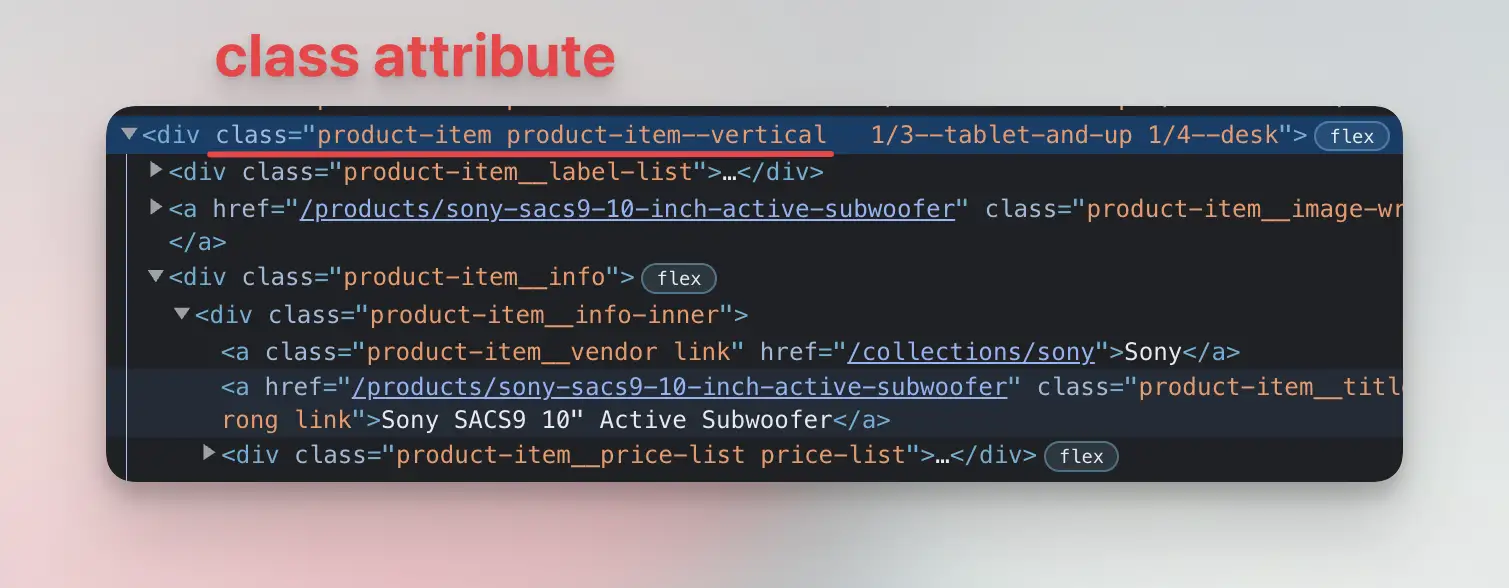 class attribute
<div class="product-item product-item--vertical   1/3--tablet-and-up 1/4--desk"> flex
<div class="product-item__label-list">…</div>
<a href="/products/sony-sacs9-10-inch-active-subwoofer" class="product-item__image-wr
</a>
<div class="product-item__info"> flex
<div class="product-item__info-inner">
<a class="product-item__vendor link" href="/collections/sony">Sony</a>
<a href="/products/sony-sacs9-10-inch-active-subwoofer" class="product-item__titl
rong link">Sony SACS9 10" Active Subwoofer</a>
<div class="product-item__price-list price-list">…</div> flex